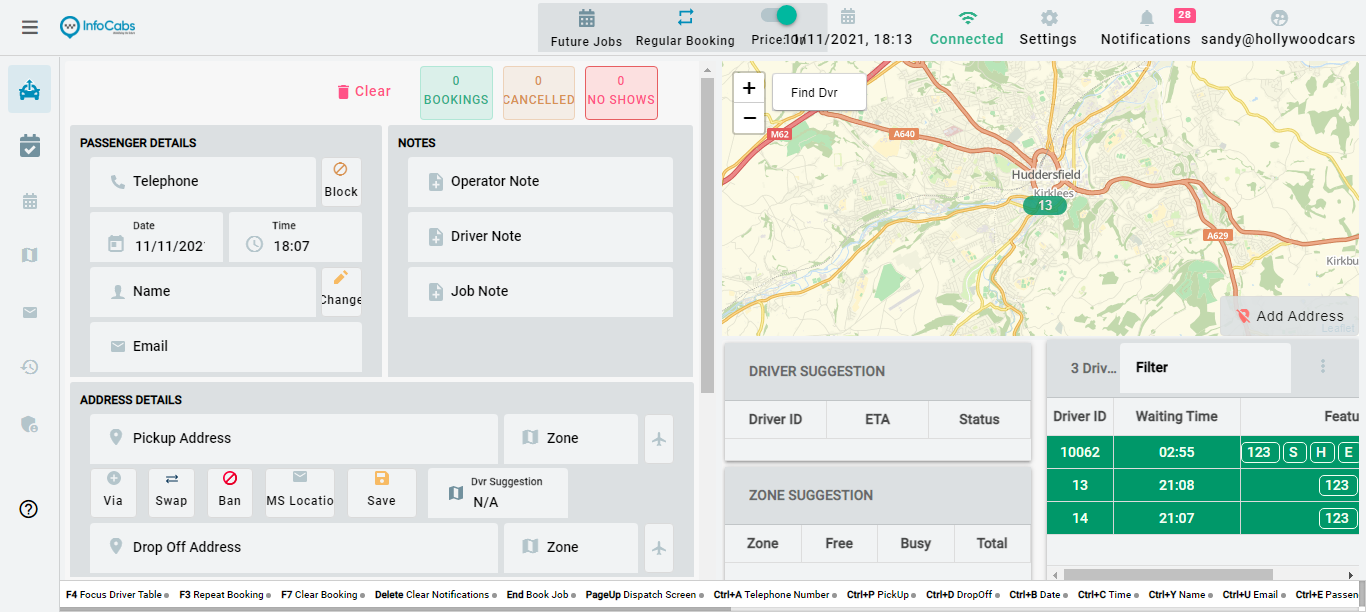 InfoCabs
Future Jobs
Regular Booking
Price:
11/11/2021, 18:13
Connected
Settings
28
Notifications
sandy@hollywoodcars
Clear
0
BOOKINGS
0
CANCELLED
0
NO SHOWS
PASSENGER DETAILS
Telephone
Block
Date
11/11/202
Time
18:07
Name
Change
Email
NOTES
Operator Note
Driver Note
Job Note
ADDRESS DETAILS
Pickup Address
Zone
Via
Swap
Ban
MS Locatio
Save
Dvr Suggestion
N/A
Drop Off Address
Zone
+
−
Find Dvr
M62
A640
Huddersfield
Kirklees
13
A629
Kirkbu
Add Address
Leaflet
DRIVER SUGGESTION
Driver ID ETA Status
ZONE SUGGESTION
Zone Free Busy Total
3 Driv...
Filter
Driver ID Waiting Time Featu
10062 02:55 123 S H E
13 21:08 123
14 21:07 123
F4 Focus Driver Table F3 Repeat Booking F7 Clear Booking Delete Clear Notifications End Book Job PageUp Dispatch Screen Ctrl+A Telephone Number Ctrl+P PickUp Ctrl+D DropOff Ctrl+B Date Ctrl+C Time Ctrl+Y Name Ctrl+U Email Ctrl+E Passen